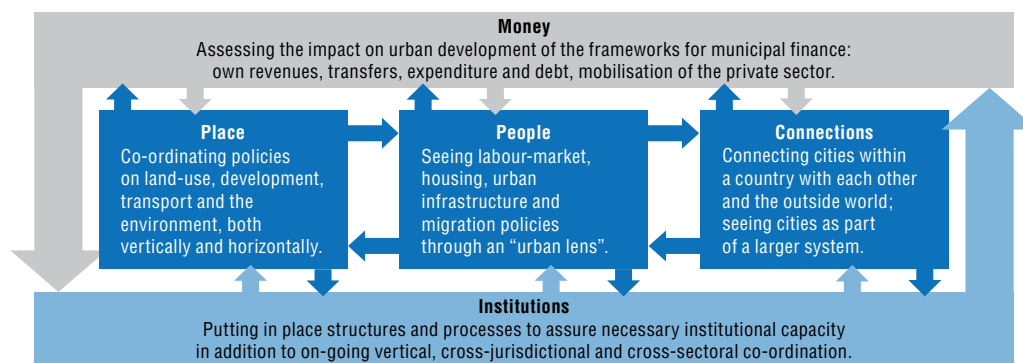 Money
Assessing the impact on urban development of the frameworks for municipal finance:
own revenues, transfers, expenditure and debt, mobilisation of the private sector.
Place
Co-ordinating policies
on land-use, development,
transport and the
environment, both
vertically and horizontally.
People
Seeing labour-market,
housing, urban
infrastructure and
migration policies
through an “urban lens”.
Connections
Connecting cities within
a country with each other
and the outside world;
seeing cities as part
of a larger system.
Institutions
Putting in place structures and processes to assure necessary institutional capacity
in addition to on-going vertical, cross-jurisdictional and cross-sectoral co-ordination.